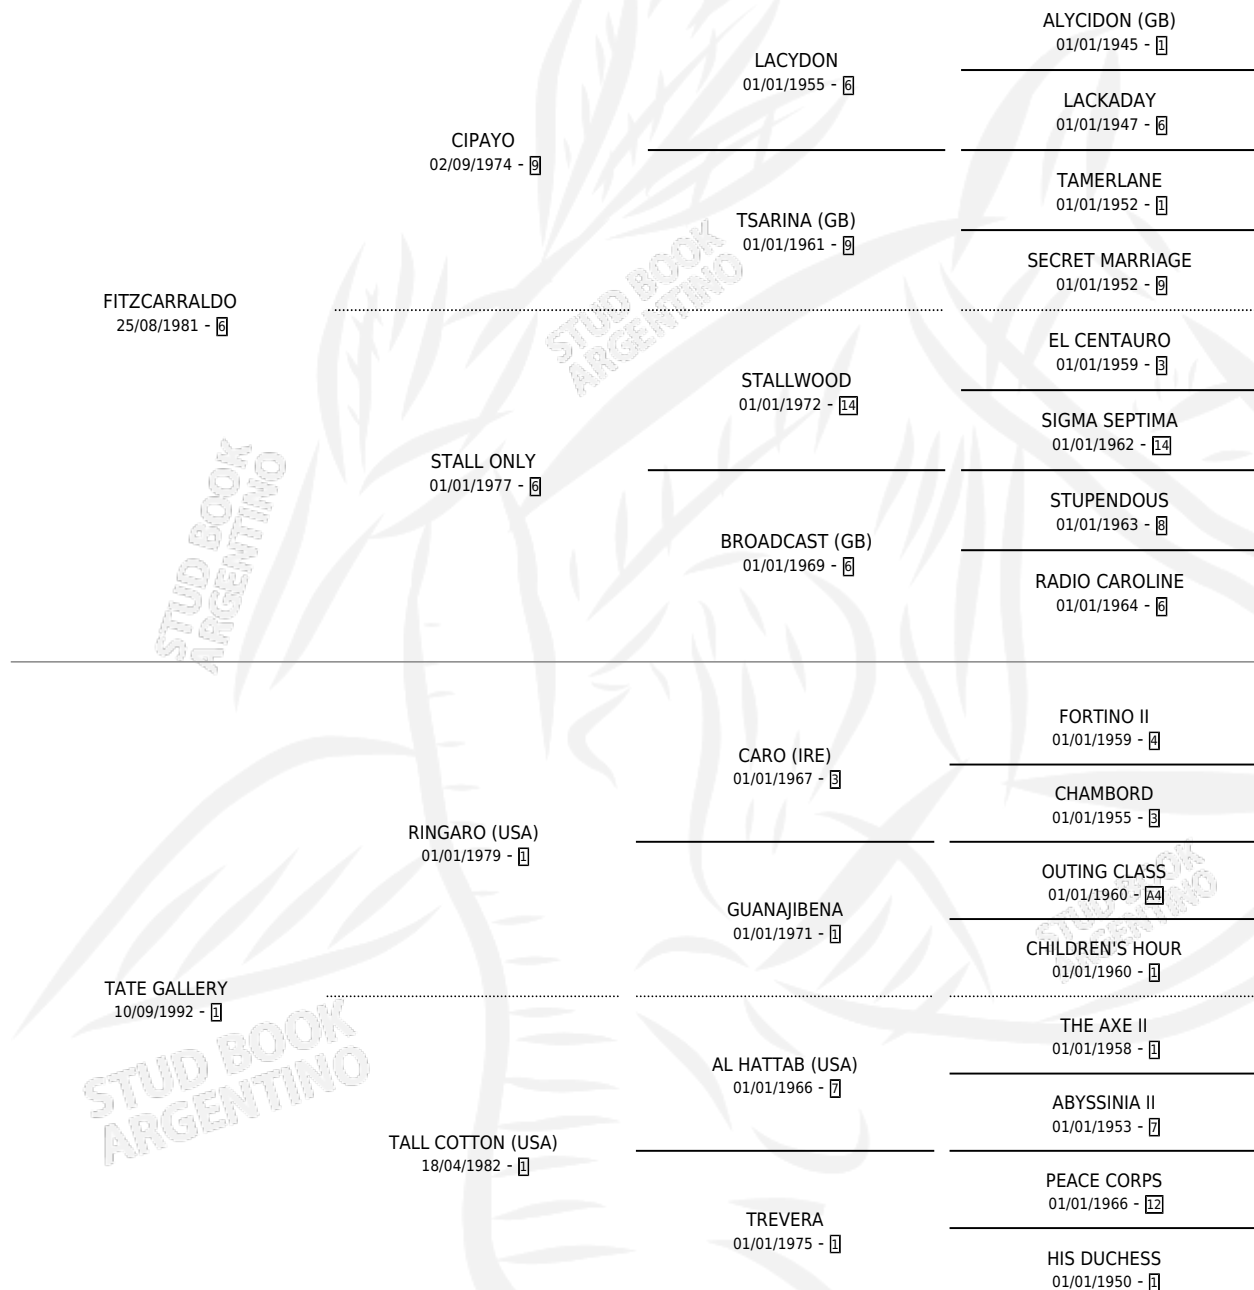 ALYCIDON (GB)
01/01/1945 - 1
LACYDON
01/01/1955 - 6
LACKADAY
01/01/1947 - 6
CIPAYO
02/09/1974 - 9
TAMERLANE
01/01/1952 - 1
TSARINA (GB)
01/01/1961 - 9
SECRET MARRIAGE
01/01/1952 - 9
FITZCARRALDO
25/08/1981 - 6
EL CENTAURO
01/01/1959 - 3
STALLWOOD
01/01/1972 - 14
SIGMA SEPTIMA
01/01/1962 - 14
STALL ONLY
01/01/1977 - 6
STUPENDOUS
01/01/1963 - 8
BROADCAST (GB)
01/01/1969 - 6
RADIO CAROLINE
01/01/1964 - 6
FORTINO II
01/01/1959 - 4
CARO (IRE)
01/01/1967 - 3
CHAMBORD
01/01/1955 - 3
RINGARO (USA)
01/01/1979 - 1
OUTING CLASS
01/01/1960 - A4
GUANAJIBENA
01/01/1971 - 1
CHILDREN'S HOUR
01/01/1960 - 1
TATE GALLERY
10/09/1992 - 1
THE AXE II
01/01/1958 - 1
AL HATTAB (USA)
01/01/1966 - 7
ABYSSINIA II
01/01/1953 - 7
TALL COTTON (USA)
18/04/1982 - 1
PEACE CORPS
01/01/1966 - 12
TREVERA
01/01/1975 - 1
HIS DUCHESS
01/01/1950 - 1
STUD BOOK
ARGENTINO
STUD BOOK
ARGENTINO
STUD BOOK
ARGENTINO
STUD BOOK
ARGENTINO